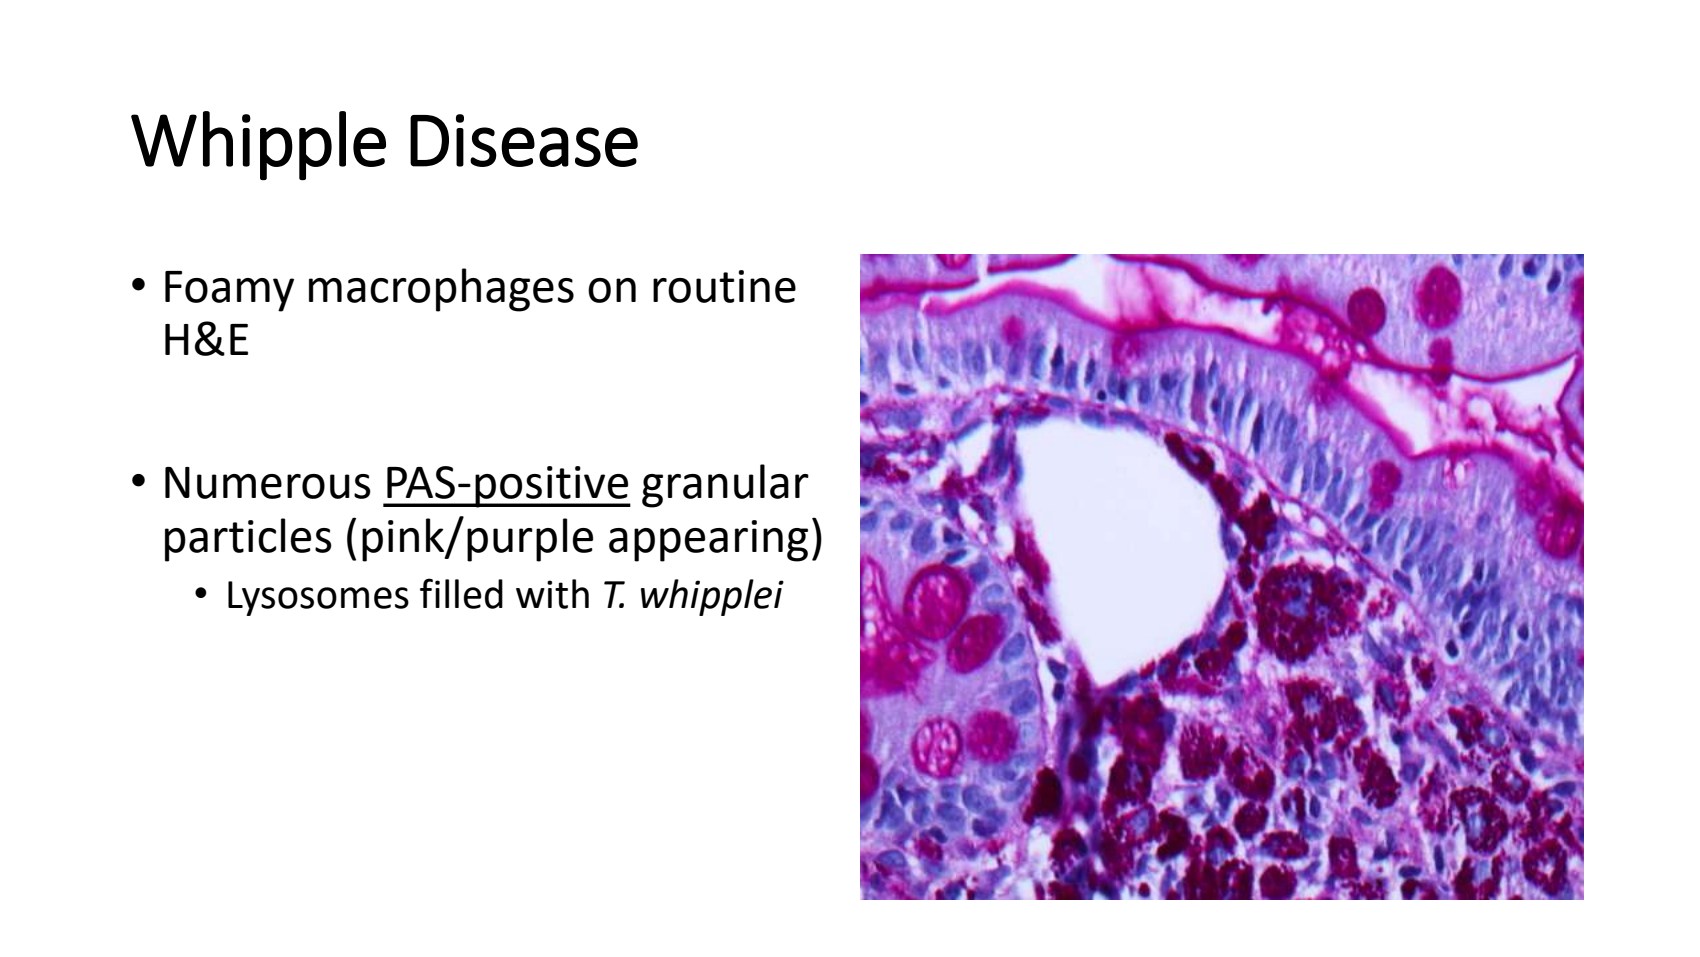 Whipple Disease
• Foamy macrophages on routine
H&E
• Numerous PAS-positive granular
particles (pink/purple appearing)
• Lysosomes filled with T. whipplei